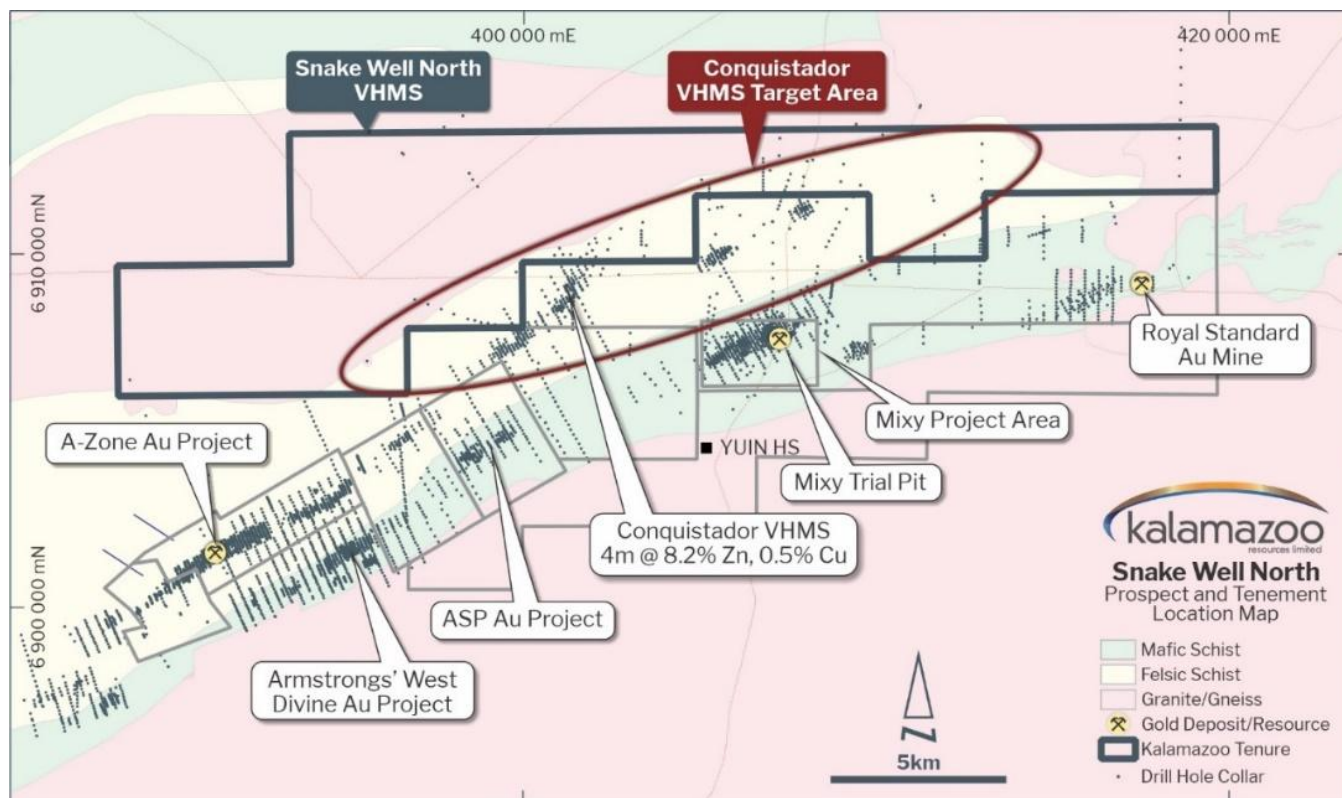 400 000 mE
420 000 mE
Snake Well North
VHMS
Conquistador
VHMS Target Area
6 910 000 mN
Royal Standard
Au Mine
Mixy Project Area
A-Zone Au Project
YUIN HS
Mixy Trial Pit
Conquistador VHMS
4m @ 8.2% Zn, 0.5% Cu
ASP Au Project
6 900 000 mN
Armstrongs' West
Divine Au Project
N
5km
kalamazoo
resources limited
Snake Well North
Prospect and Tenement
Location Map
Mafic Schist
Felsic Schist
Granite/Gneiss
Gold Deposit/Resource
Kalamazoo Tenure
Drill Hole Collar